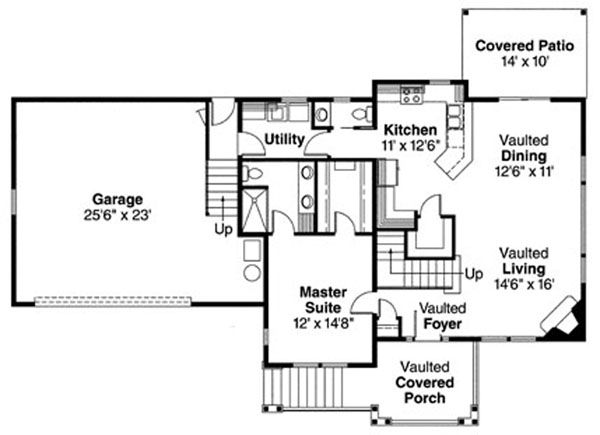 Covered Patio
14' x 10'
Utility
Kitchen
11' x 12'6"
Vaulted
Dining
12'6" x 11'
Garage
25'6" x 23'
Up
Vaulted
Living
14'6" x 16'
Up
Master
Suite
12' x 14'8"
Vaulted
Foyer
Vaulted
Covered
Porch